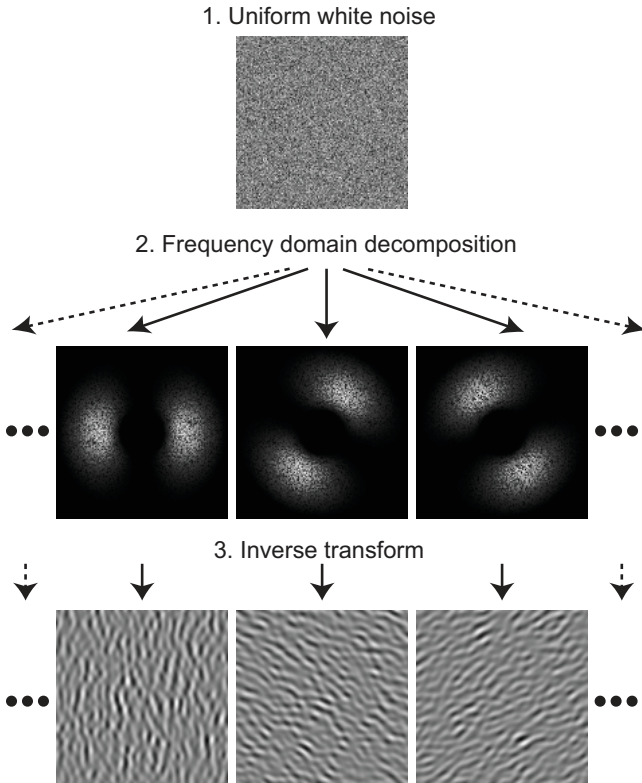 1. Uniform white noise
2. Frequency domain decomposition
3. Inverse transform